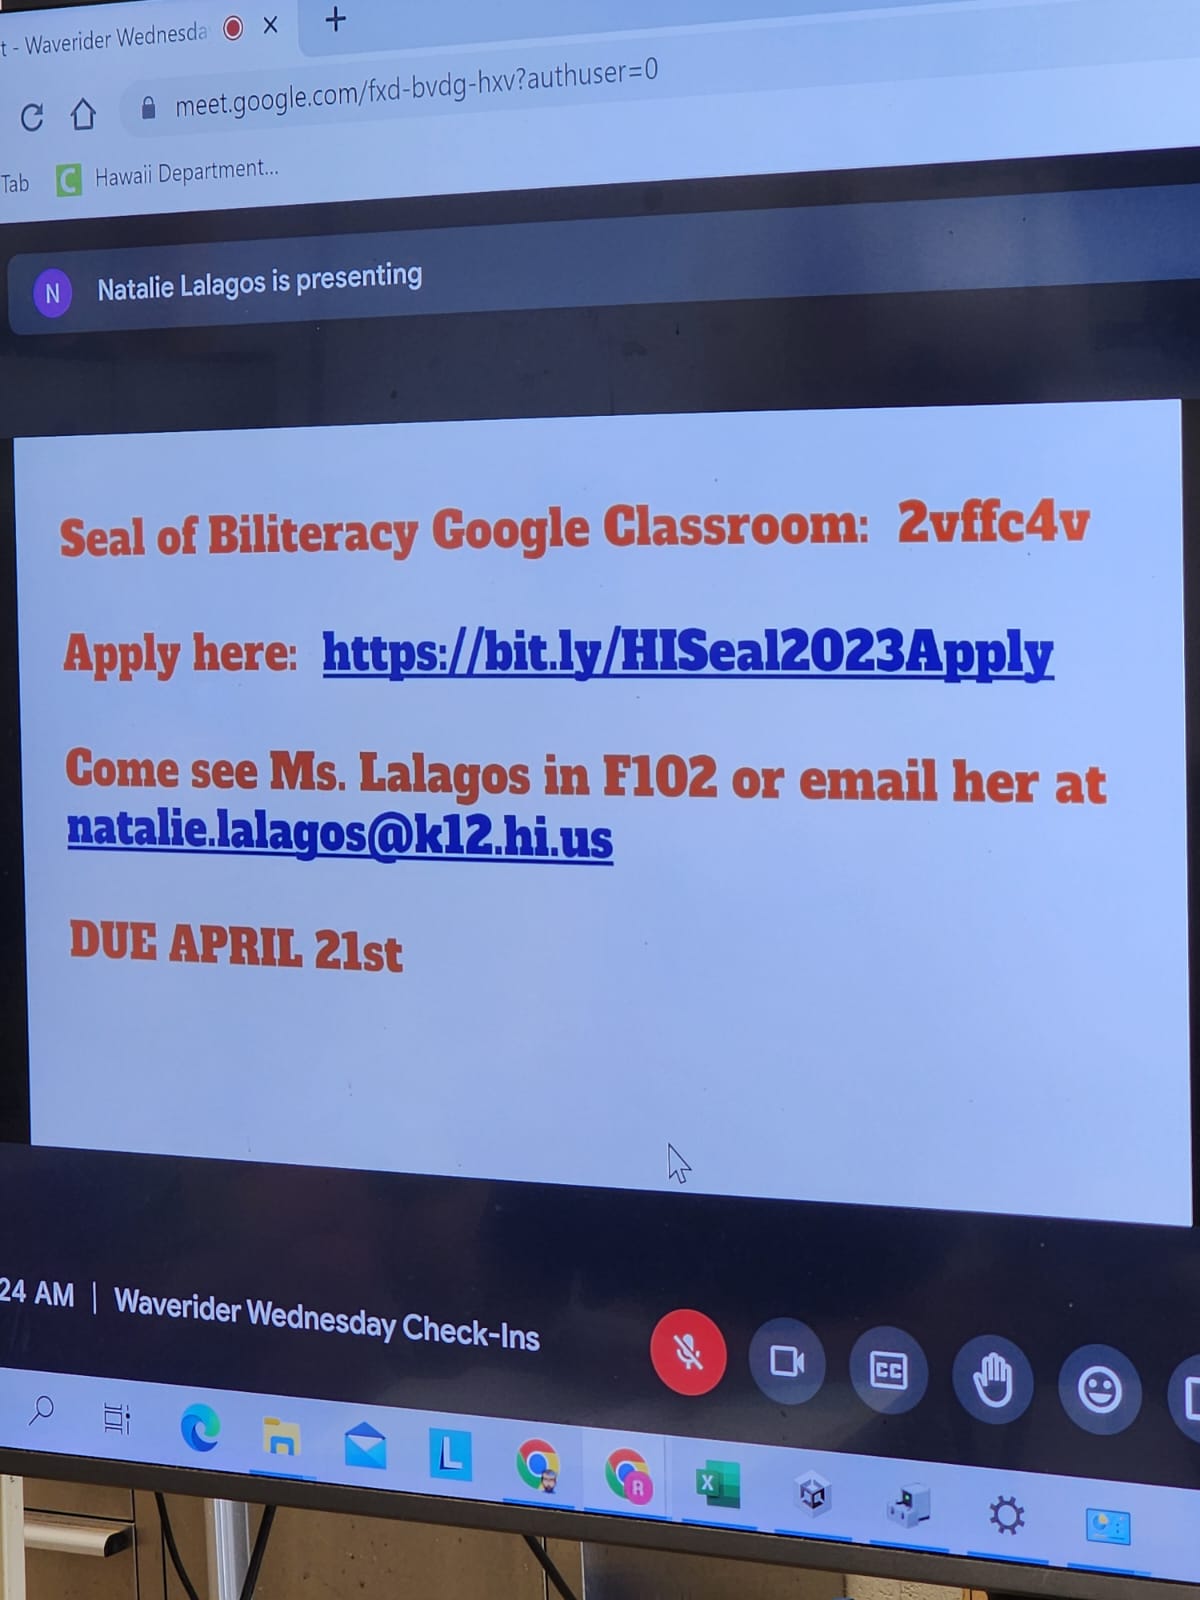 t - Waverider Wednesda
meet.google.com/fxd-bvdg-hxv?authuser=0
Tab
C Hawaii Department...
N Natalie Lalagos is presenting
Seal of Biliteracy Google Classroom: 2vffc4v
Apply here: https://bit.ly/HISeal2023Apply
Come see Ms. Lalagos in F102 or email her at
natalie.lalagos@k12.hi.us
DUE APRIL 21st
24 AM | Waverider Wednesday Check-Ins
CC
L
R
X